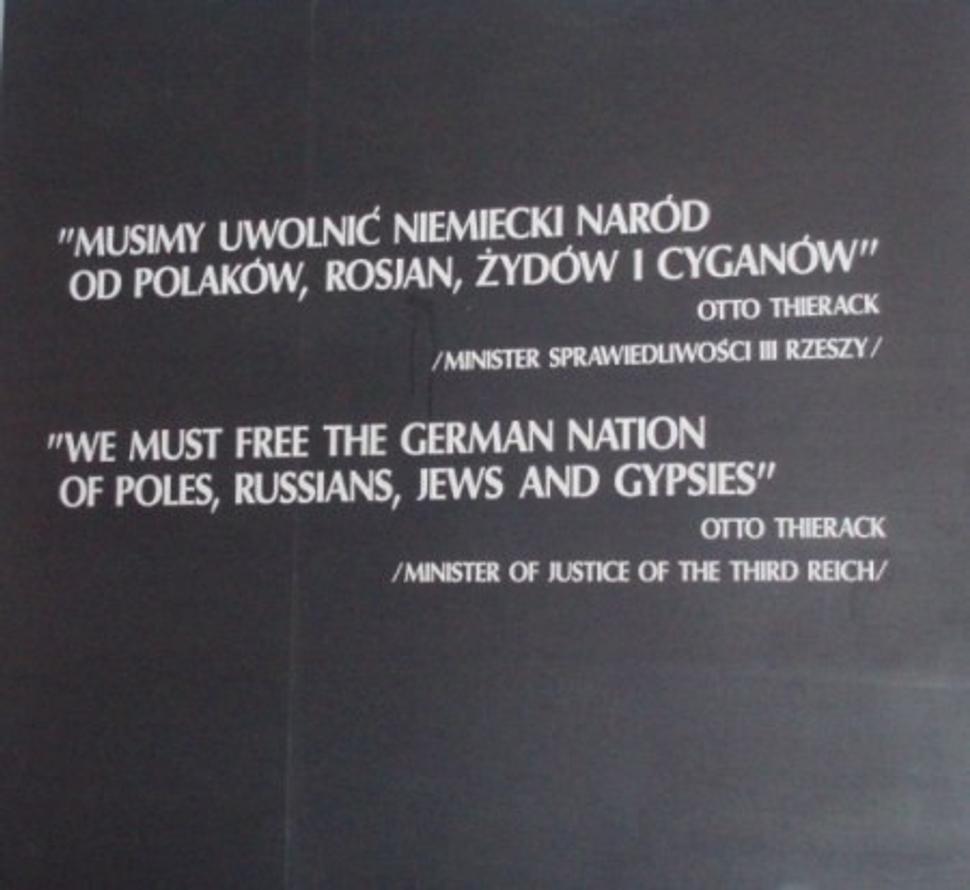 "MUSIMY UWOLNIĆ NIEMIECKI NARÓD
OD POLAKÓW, ROSJAN, ŻYDÓW I CYGANÓW"
OTTO THIERACK
/MINISTER SPRAWIEDLIWOŚCI III RZESZY/
"WE MUST FREE THE GERMAN NATION
OF POLES, RUSSIANS, JEWS AND GYPSIES"
OTTO THIERACK
/MINISTER OF JUSTICE OF THE THIRD REICH/